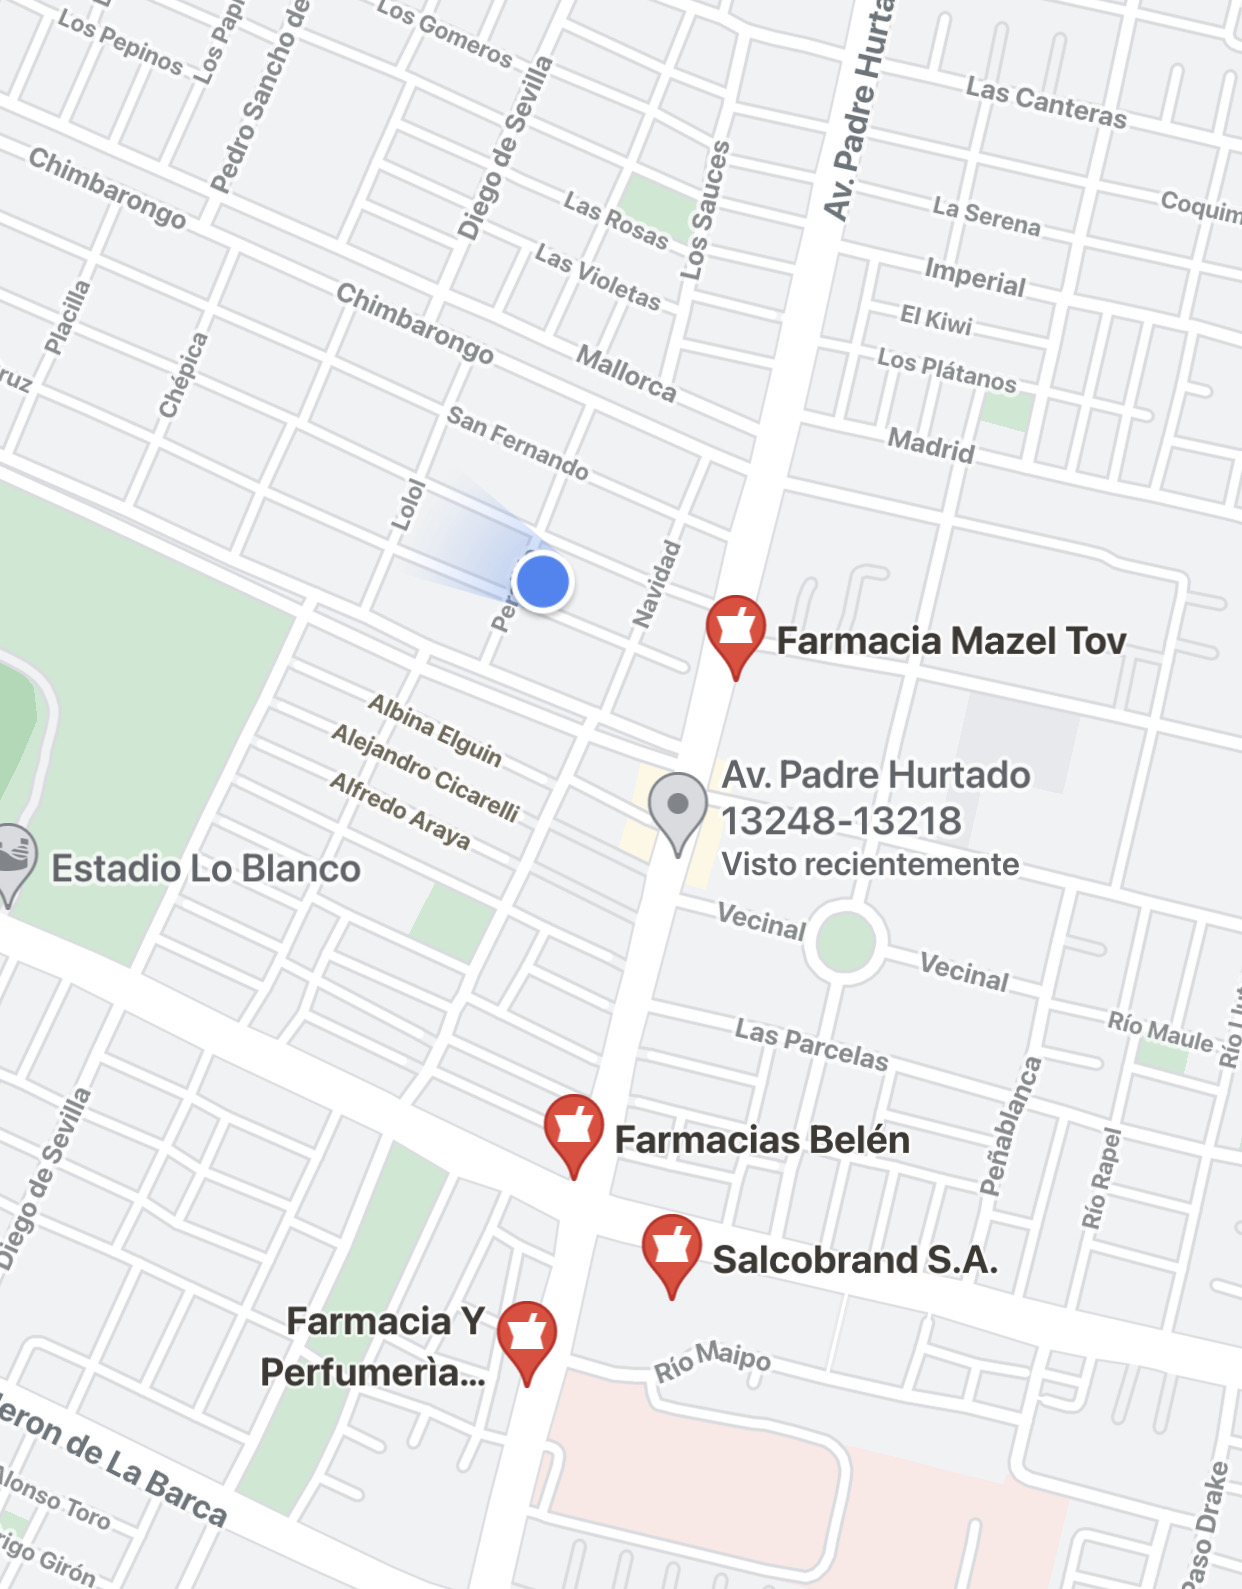 Los Pepinos
Los Gomeros
Pedro Sancho de
Diego de Sevilla
Av. Padre Hurta
Las Canteras
Chimbarongo
Las Rosas
Los Sauces
La Serena
Coquim
Las Violetas
Imperial
El Kiwi
Placilla
Chimbarongo
Mallorca
Los Plátanos
Chépica
ruz
San Fernando
Madrid
Lolol
Navidad
Per
Farmacia Mazel Tov
Albina Elguin
Alejandro Cicarelli
Alfredo Araya
Av. Padre Hurtado
13248-13218
Visto recientemente
Estadio Lo Blanco
Vecinal
Vecinal
Río Maule
Las Parcelas
Peñablanca
Río Rapel
Diego de Sevilla
Farmacias Belén
Salcobrand S.A.
Farmacia Y
Perfumerìa...
Río Maipo
eron de La Barca
Alonso Toro
rigo Girón
Paso Drake